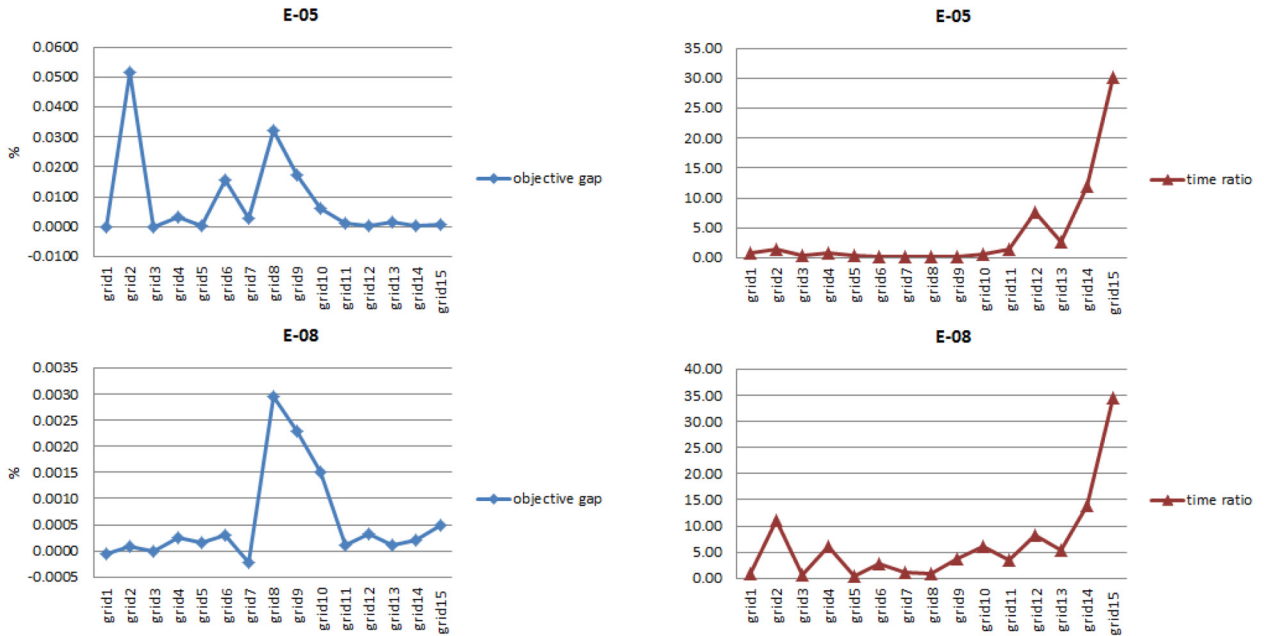 E-05
0.0600
0.0500
0.0400
0.0300
0.0200
0.0100
0.0000
-0.0100
%
grid1
grid2
grid3
grid4
grid5
grid6
grid7
grid8
grid9
grid10
grid11
grid12
grid13
grid14
grid15
objective gap
E-05
35.00
30.00
25.00
20.00
15.00
10.00
5.00
0.00
grid1
grid2
grid3
grid4
grid5
grid6
grid7
grid8
grid9
grid10
grid11
grid12
grid13
grid14
grid15
time ratio
E-08
0.0035
0.0030
0.0025
0.0020
0.0015
0.0010
0.0005
0.0000
-0.0005
%
grid1
grid2
grid3
grid4
grid5
grid6
grid7
grid8
grid9
grid10
grid11
grid12
grid13
grid14
grid15
objective gap
E-08
40.00
35.00
30.00
25.00
20.00
15.00
10.00
5.00
0.00
grid1
grid2
grid3
grid4
grid5
grid6
grid7
grid8
grid9
grid10
grid11
grid12
grid13
grid14
grid15
time ratio